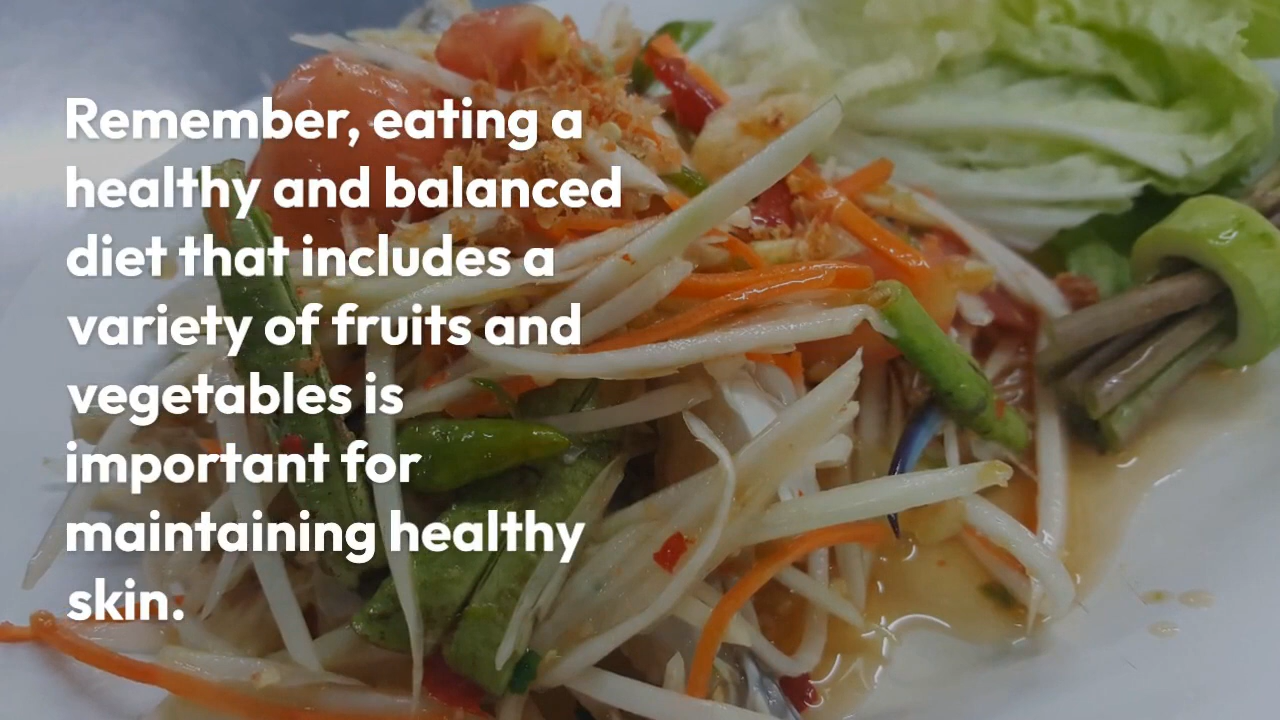 Remember, eating a
healthy and balanced
diet that includes a
variety of fruits and
vegetables is
important for
maintaining healthy
skin.